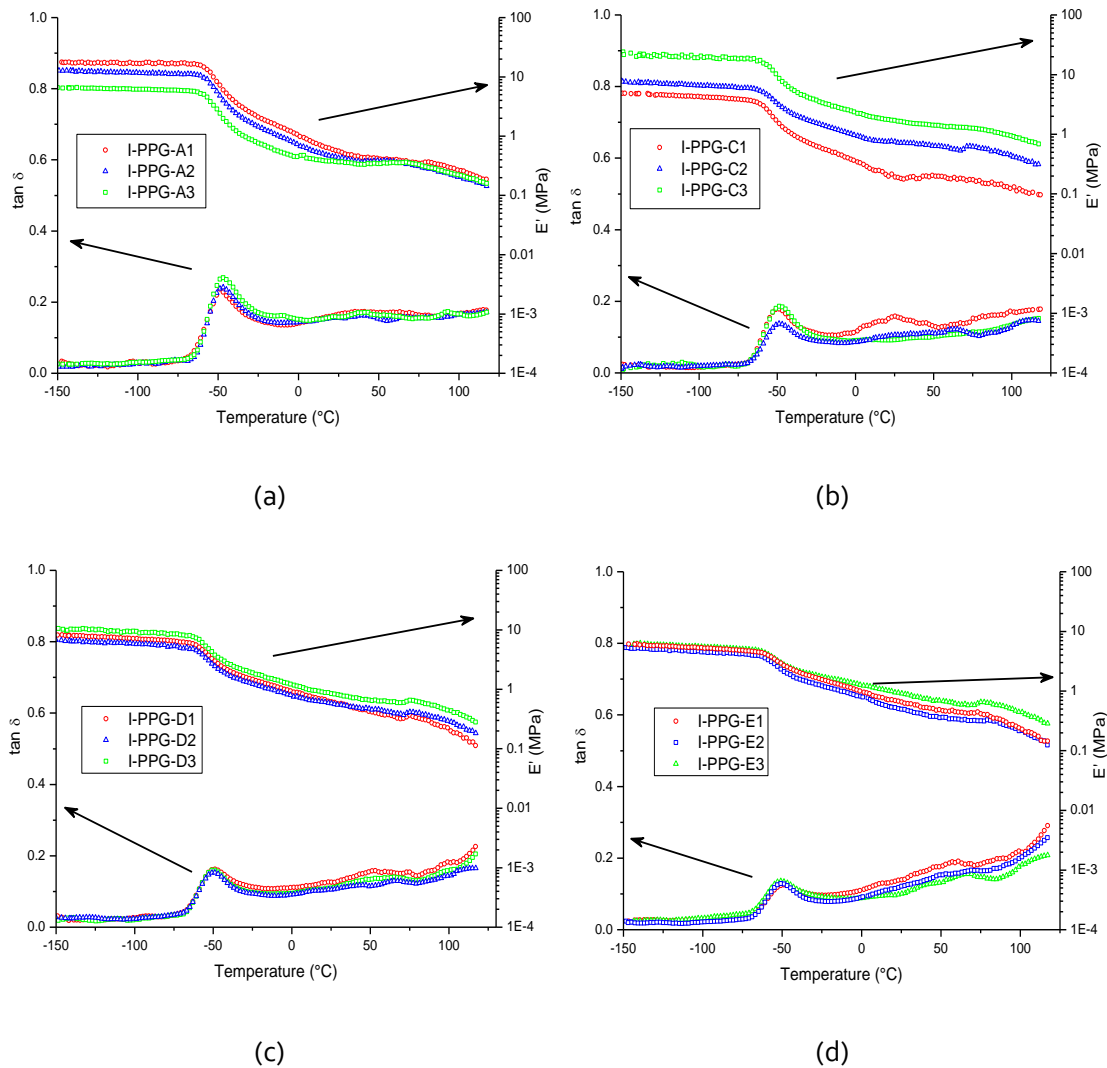 1.0
0.8
0.6
0.4
0.2
0.0
tan δ
-150 -100 -50 0 50 100
Temperature (°C)
100
10
1
0.1
0.01
1E-3
1E-4
E' (MPa)
I-PPG-A1
I-PPG-A2
I-PPG-A3
(a)
1.0
0.8
0.6
0.4
0.2
0.0
tan δ
-150 -100 -50 0 50 100
Temperature (°C)
100
10
1
0.1
0.01
1E-3
1E-4
E' (MPa)
I-PPG-C1
I-PPG-C2
I-PPG-C3
(b)
1.0
0.8
0.6
0.4
0.2
0.0
tan δ
-150 -100 -50 0 50 100
Temperature (°C)
100
10
1
0.1
0.01
1E-3
1E-4
E' (MPa)
I-PPG-D1
I-PPG-D2
I-PPG-D3
(c)
1.0
0.8
0.6
0.4
0.2
0.0
tan δ
-150 -100 -50 0 50 100
Temperature (°C)
100
10
1
0.1
0.01
1E-3
1E-4
E' (MPa)
I-PPG-E1
I-PPG-E2
I-PPG-E3
(d)